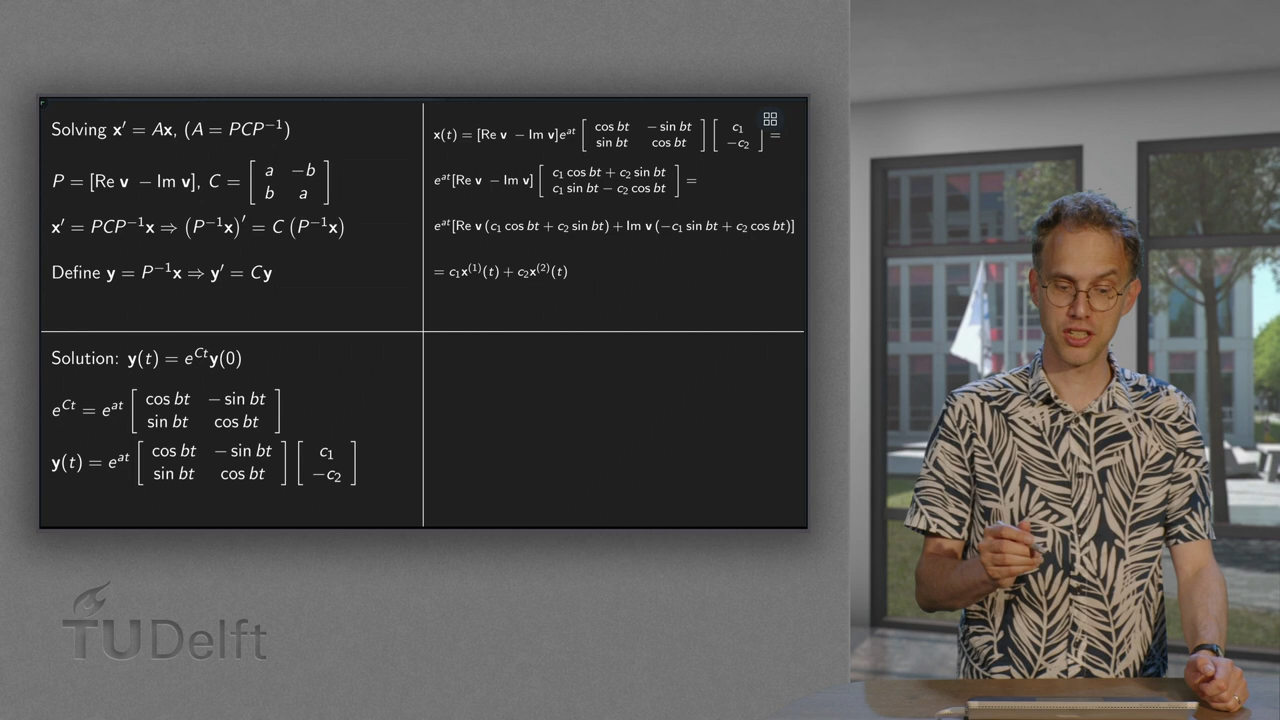 Solving x′ = Ax, (A = PCP⁻¹)
P = [Re v − Im v], C = [ a −b ; b a ]
x′ = PCP⁻¹x ⇒ (P⁻¹x)′ = C (P⁻¹x)
Define y = P⁻¹x ⇒ y′ = Cy
Solution: y(t) = e^{Ct}y(0)
e^{Ct} = e^{at} [ cos bt − sin bt ; sin bt cos bt ]
y(t) = e^{at} [ cos bt − sin bt ; sin bt cos bt ] [ c₁ ; −c₂ ]
x(t) = [Re v − Im v]e^{at} [ cos bt − sin bt ; sin bt cos bt ] [ c₁ ; −c₂ ] =
e^{at}[Re v − Im v] [ c₁ cos bt + c₂ sin bt ; c₁ sin bt − c₂ cos bt ] =
e^{at}[Re v (c₁ cos bt + c₂ sin bt) + Im v (−c₁ sin bt + c₂ cos bt)]
= c₁x⁽¹⁾(t) + c₂x⁽²⁾(t)
TUDelft